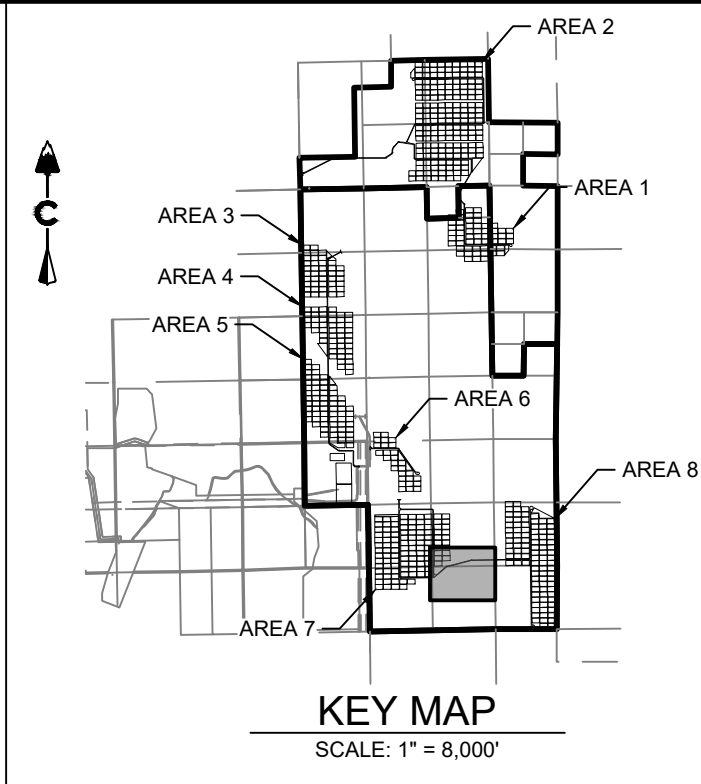 AREA 2
AREA 1
AREA 3
AREA 4
AREA 5
AREA 6
AREA 8
AREA 7
C
KEY MAP
SCALE: 1" = 8,000'